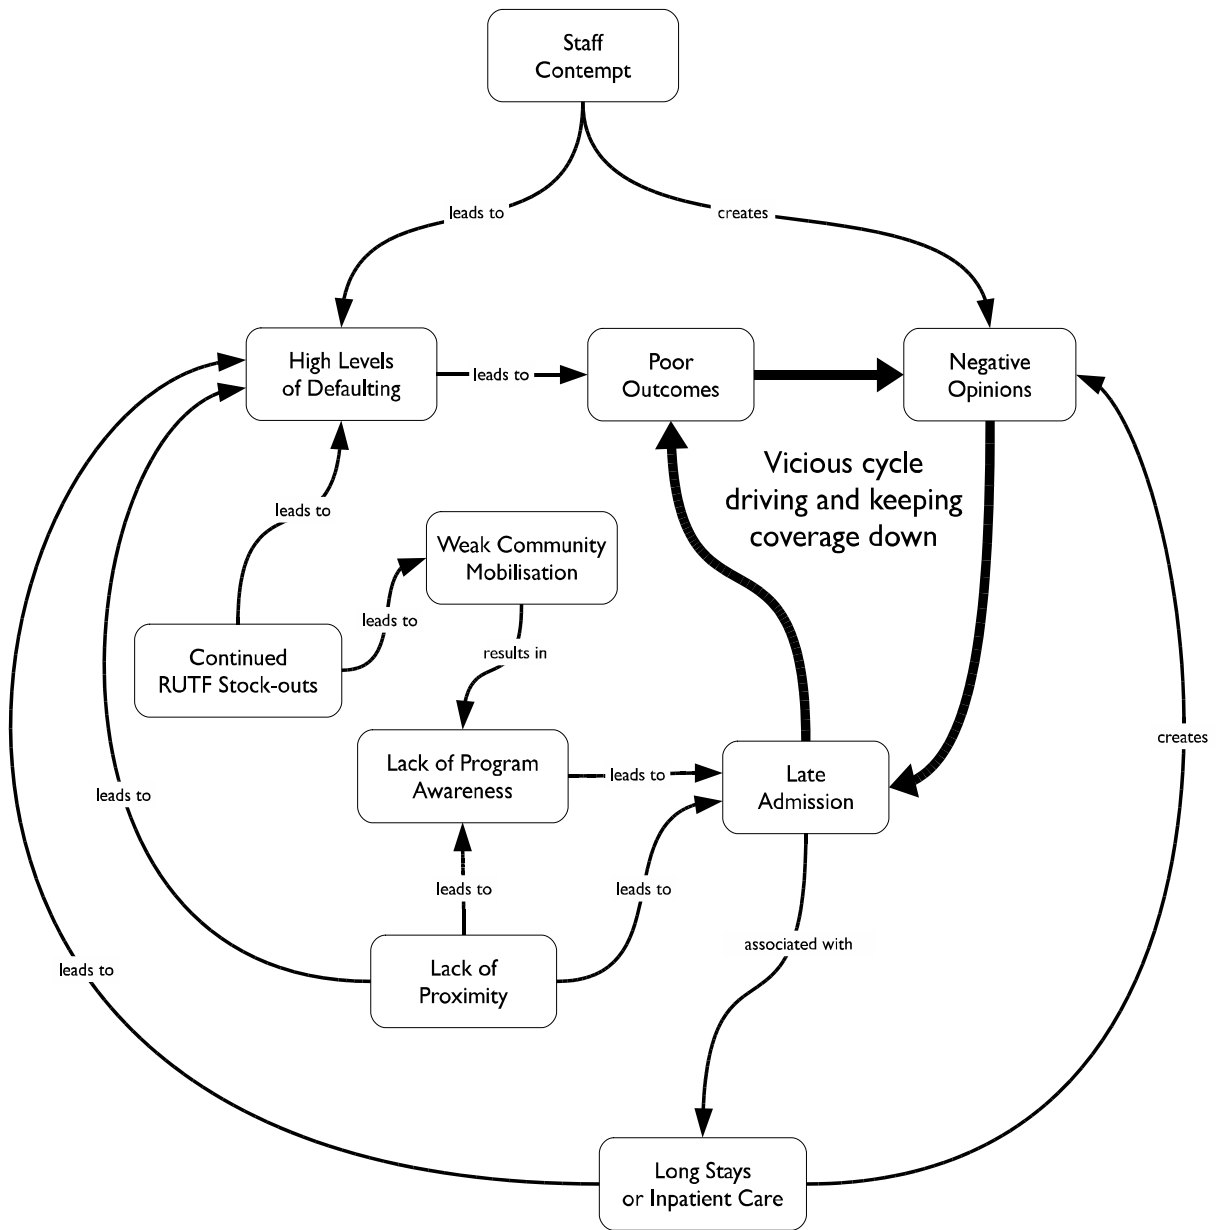 Staff
Contempt
leads to
creates
High Levels
of Defaulting
leads to
Poor
Outcomes
Negative
Opinions
Vicious cycle
driving and keeping
coverage down
leads to
Weak Community
Mobilisation
leads to
Continued
RUTF Stock-outs
results in
Lack of Program
Awareness
leads to
Late
Admission
creates
leads to
leads to
leads to
associated with
Lack of
Proximity
leads to
Long Stays
or Inpatient Care